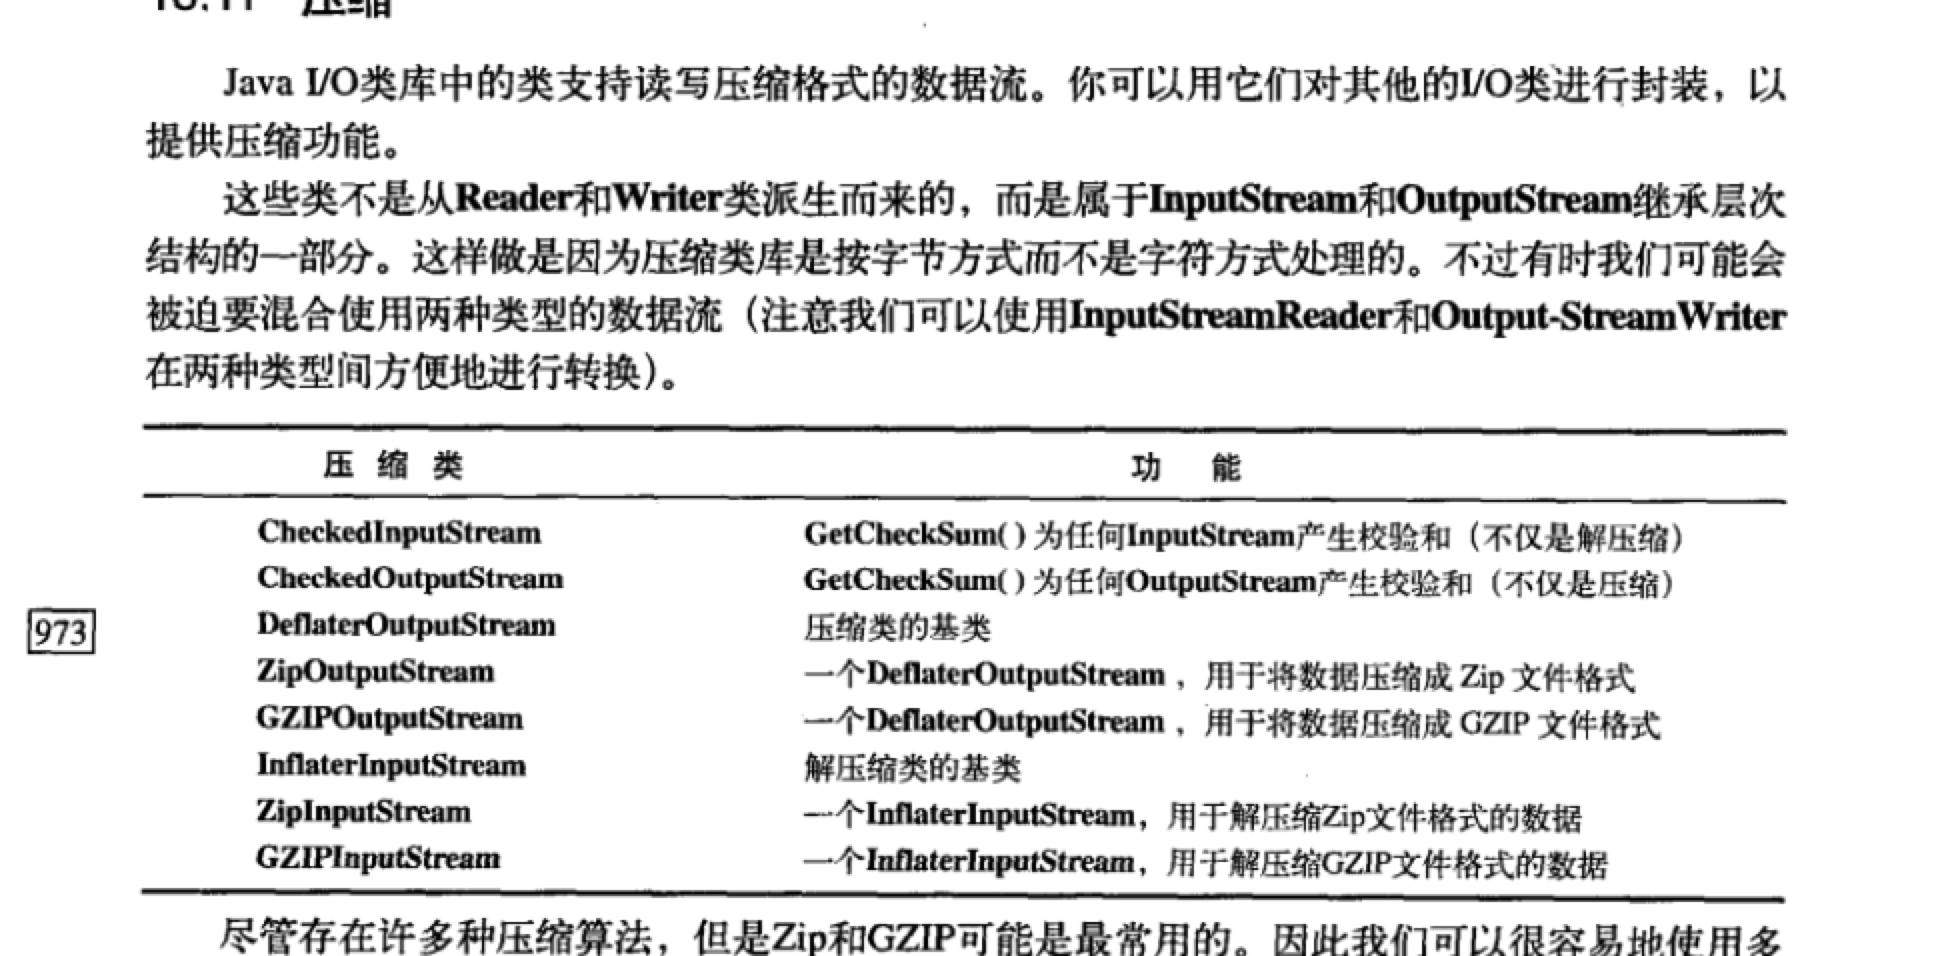 18.11 压缩
Java I/O类库中的类支持读写压缩格式的数据流。你可以用它们对其他的I/O类进行封装，以
提供压缩功能。
这些类不是从Reader和Writer类派生而来的，而是属于InputStream和OutputStream继承层次
结构的一部分。这样做是因为压缩类库是按字节方式而不是字符方式处理的。不过有时我们可能会
被迫要混合使用两种类型的数据流（注意我们可以使用InputStreamReader和Output-StreamWriter
在两种类型间方便地进行转换）。
压缩类 功能
CheckedInputStream GetCheckSum( ) 为任何InputStream产生校验和（不仅是解压缩）
CheckedOutputStream GetCheckSum( ) 为任何OutputStream产生校验和（不仅是压缩）
973
DeflaterOutputStream 压缩类的基类
ZipOutputStream 一个DeflaterOutputStream ，用于将数据压缩成 Zip 文件格式
GZIPOutputStream 一个DeflaterOutputStream ，用于将数据压缩成 GZIP 文件格式
InflaterInputStream 解压缩类的基类
ZipInputStream 一个InflaterInputStream，用于解压缩Zip文件格式的数据
GZIPInputStream 一个InflaterInputStream，用于解压缩GZIP文件格式的数据
尽管存在许多种压缩算法，但是Zip和GZIP可能是最常用的。因此我们可以很容易地使用多